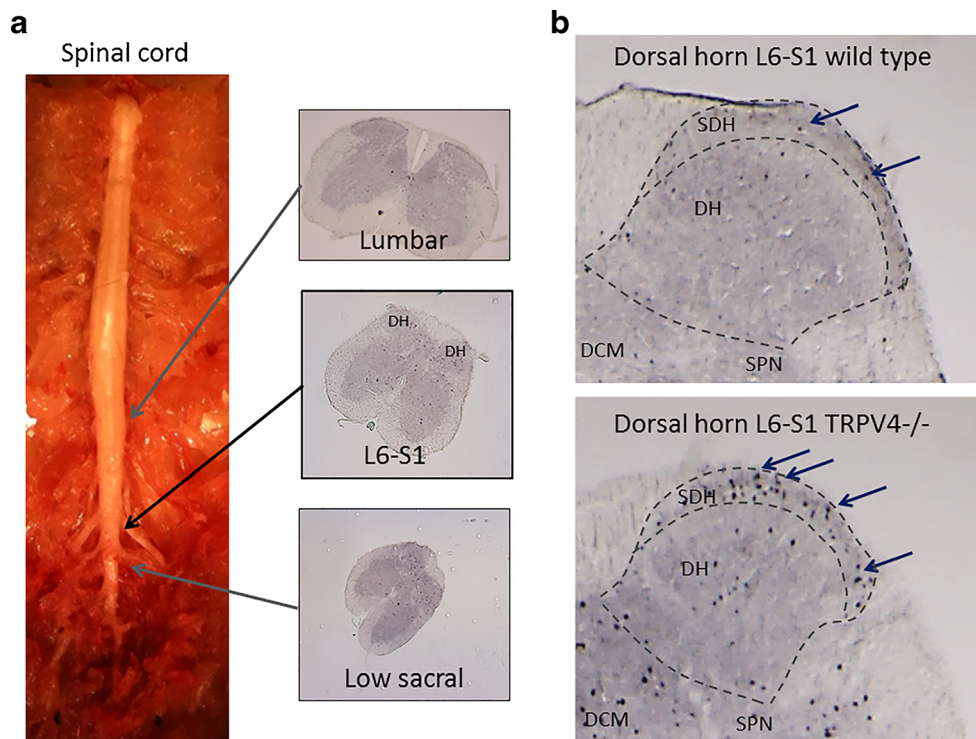 a
Spinal cord
Lumbar
DH
DH
L6-S1
Low sacral
b
Dorsal horn L6-S1 wild type
SDH
DH
DCM
SPN
Dorsal horn L6-S1 TRPV4-/-
SDH
DH
DCM
SPN